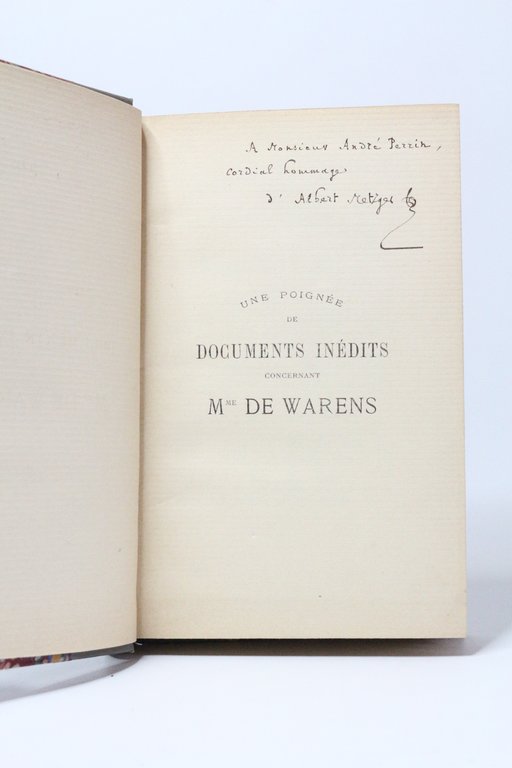 A Monsieur André Perrin,
cordial hommage
d'Albert Metzger
UNE POIGNÉE
DE
DOCUMENTS INÉDITS
CONCERNANT
MME DE WARENS